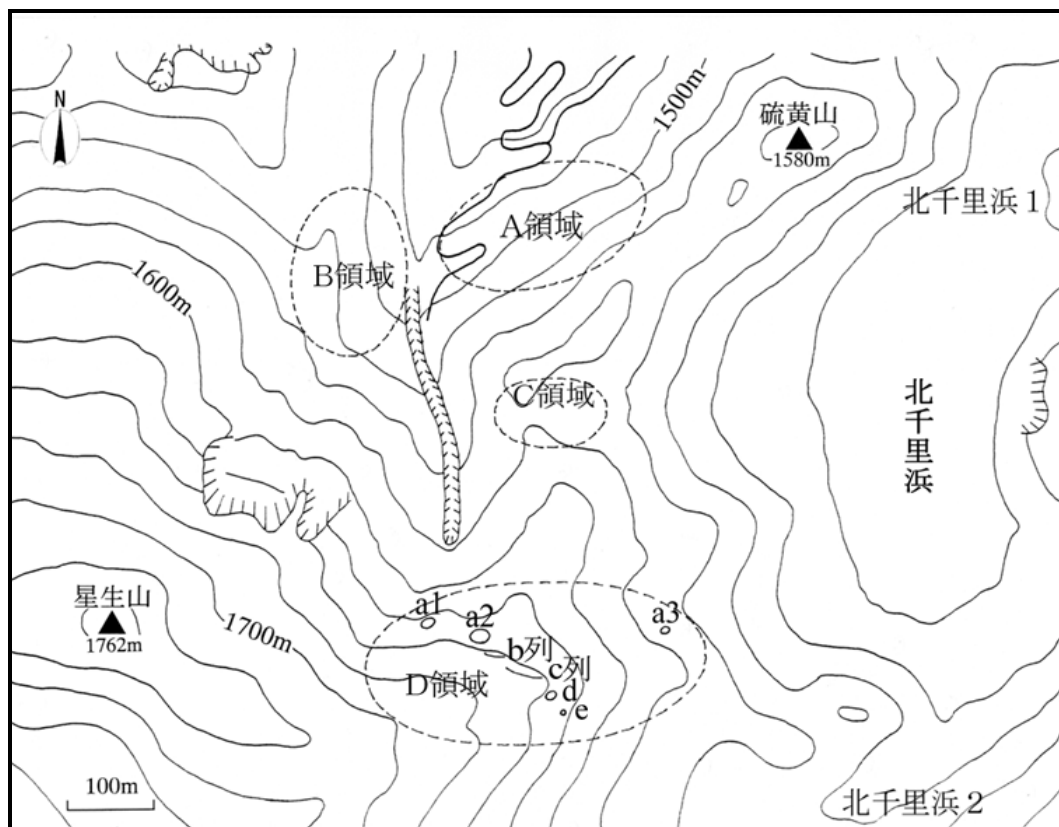 N
1500m
硫黄山
1580m
北千里浜1
A領域
B領域
1600m
C領域
北千里浜
星生山
1762m
1700m
a1
a2
a3
b列
c列
D領域
d
e
100m
北千里浜2